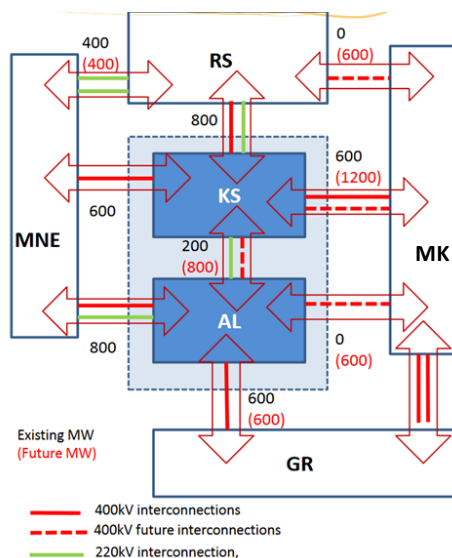 400
(400)
RS
0
(600)
800
600
(1200)
KS
600
MNE
MK
200
(800)
AL
0
(600)
800
600
(600)
Existing MW
(Future MW)
GR
400kV interconnections
400kV future interconnections
220kV interconnection,